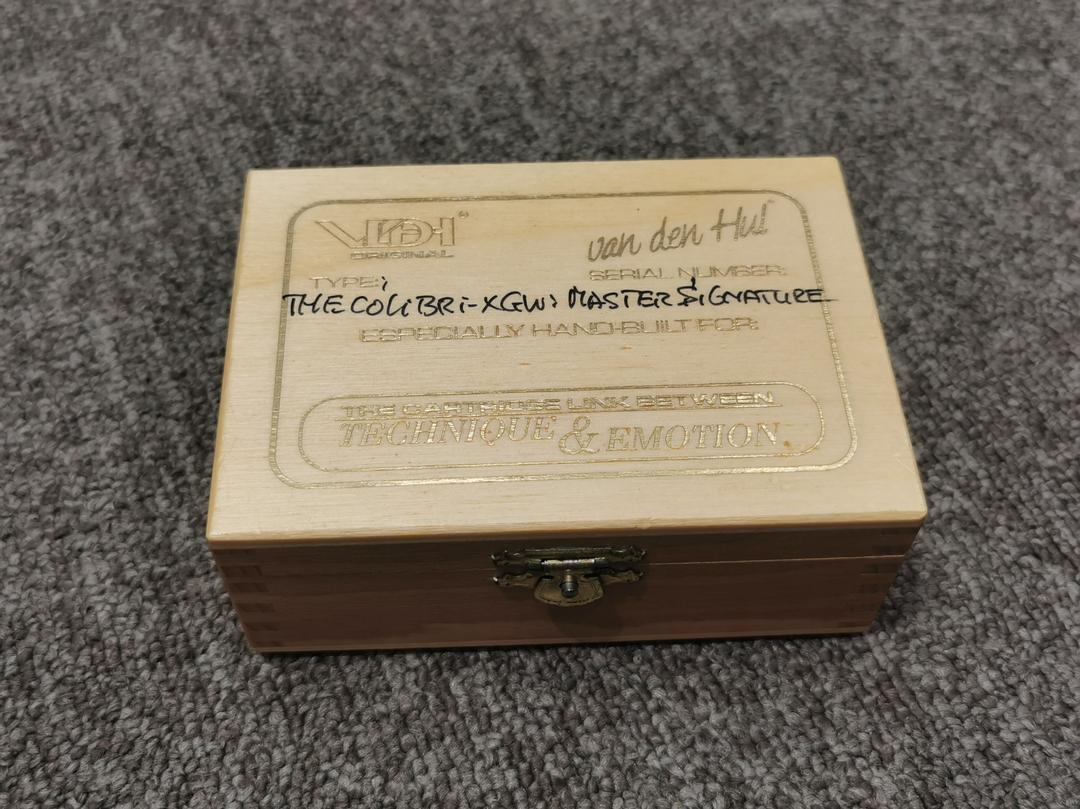 VDH® van den Hul™
ORIGINAL
TYPE: SERIAL NUMBER:
THE COLIBRi-XGW: MASTER SiGNATURE
ESPECIALLY HAND-BUILT FOR:
THE CARTRIDGE LINK BETWEEN
TECHNIQUE & EMOTION